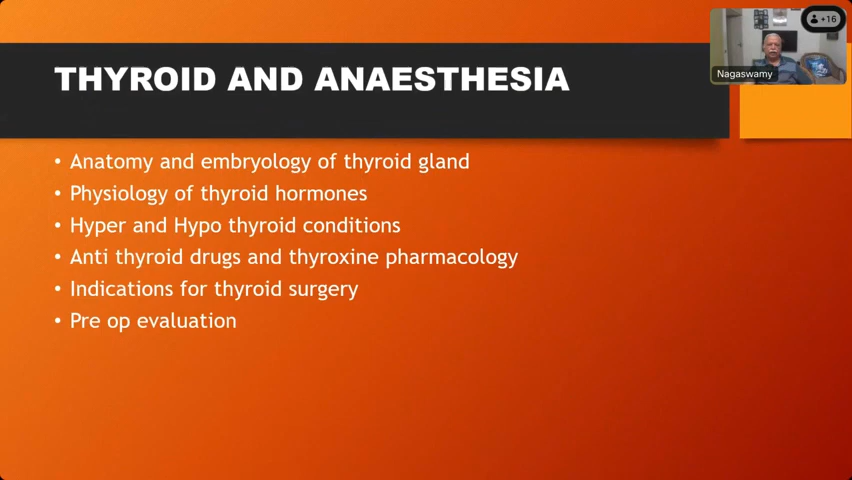 +16
Nagaswamy
THYROID AND ANAESTHESIA
• Anatomy and embryology of thyroid gland
• Physiology of thyroid hormones
• Hyper and Hypo thyroid conditions
• Anti thyroid drugs and thyroxine pharmacology
• Indications for thyroid surgery
• Pre op evaluation